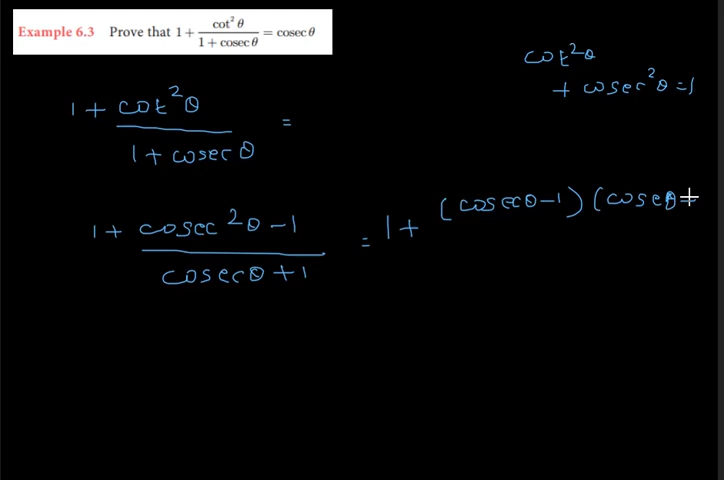 Example 6.3 Prove that 1 + cot² θ / 1 + cosec θ = cosec θ
cot²θ
+ cosec²θ = 1
1 + cot²θ / 1 + cosec θ =
1 + cosec²θ - 1 / cosecθ + 1 = 1 + (cosecθ - 1) (cosecθ